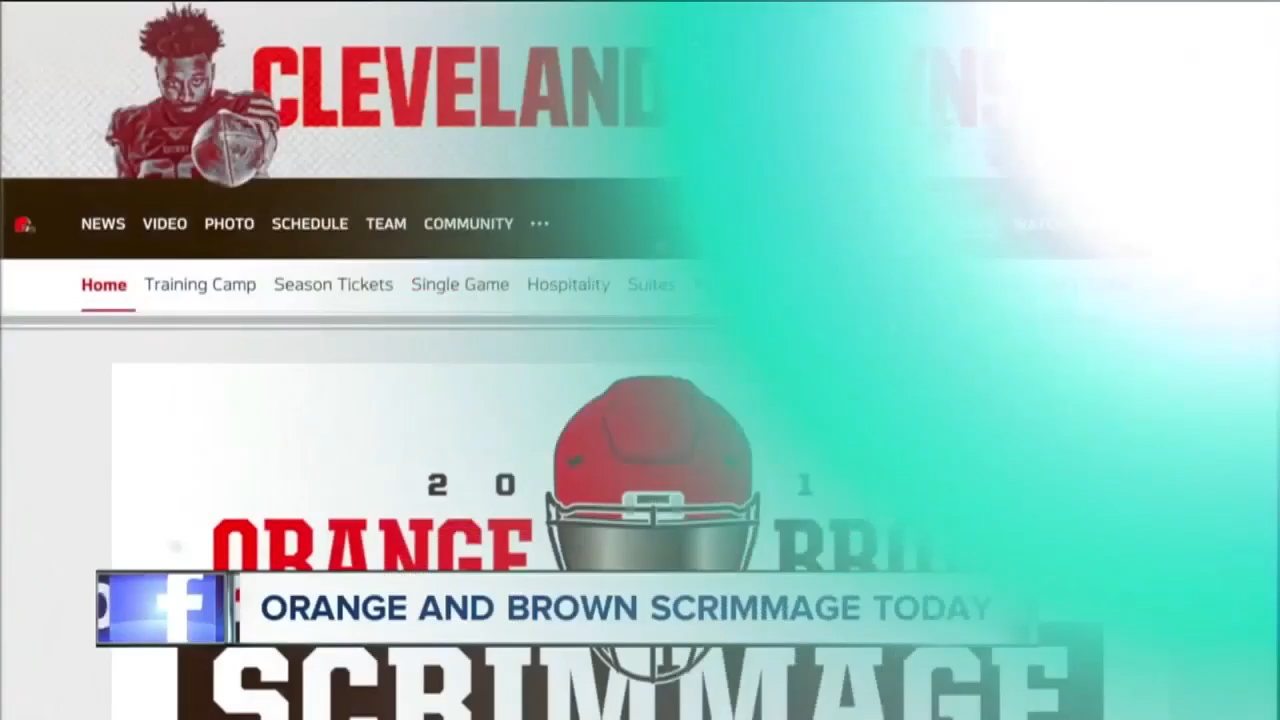 CLEVELAND
NEWS VIDEO PHOTO SCHEDULE TEAM COMMUNITY ...
Home Training Camp Season Tickets Single Game Hospitality Suites
2 0 1
ORANGE
ORANGE AND BROWN SCRIMMAGE TODAY
SCRIMMAGE